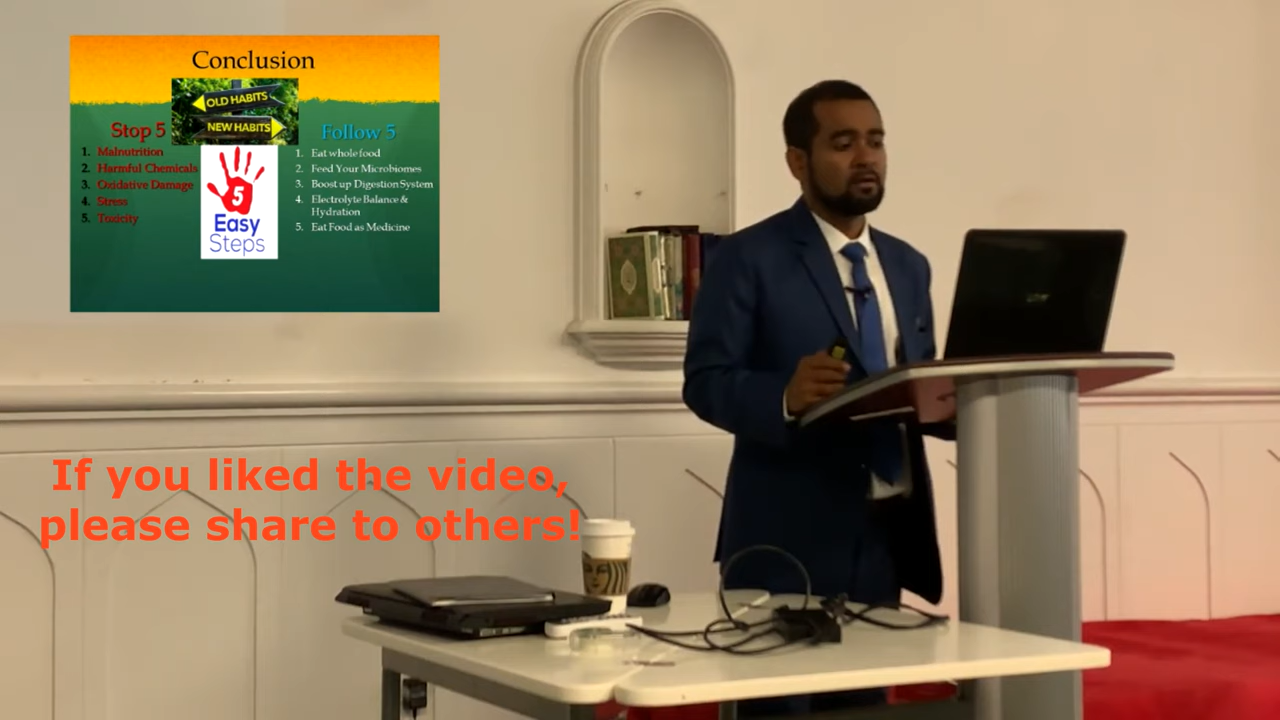 Conclusion
OLD HABITS
NEW HABITS
Stop 5
1. Malnutrition
2. Harmful Chemicals
3. Oxidative Damage
4. Stress
5. Toxicity
5
Easy
Steps
Follow 5
1. Eat whole food
2. Feed Your Microbiomes
3. Boost up Digestion System
4. Electrolyte Balance &
Hydration
5. Eat Food as Medicine
If you liked the video,
please share to others!